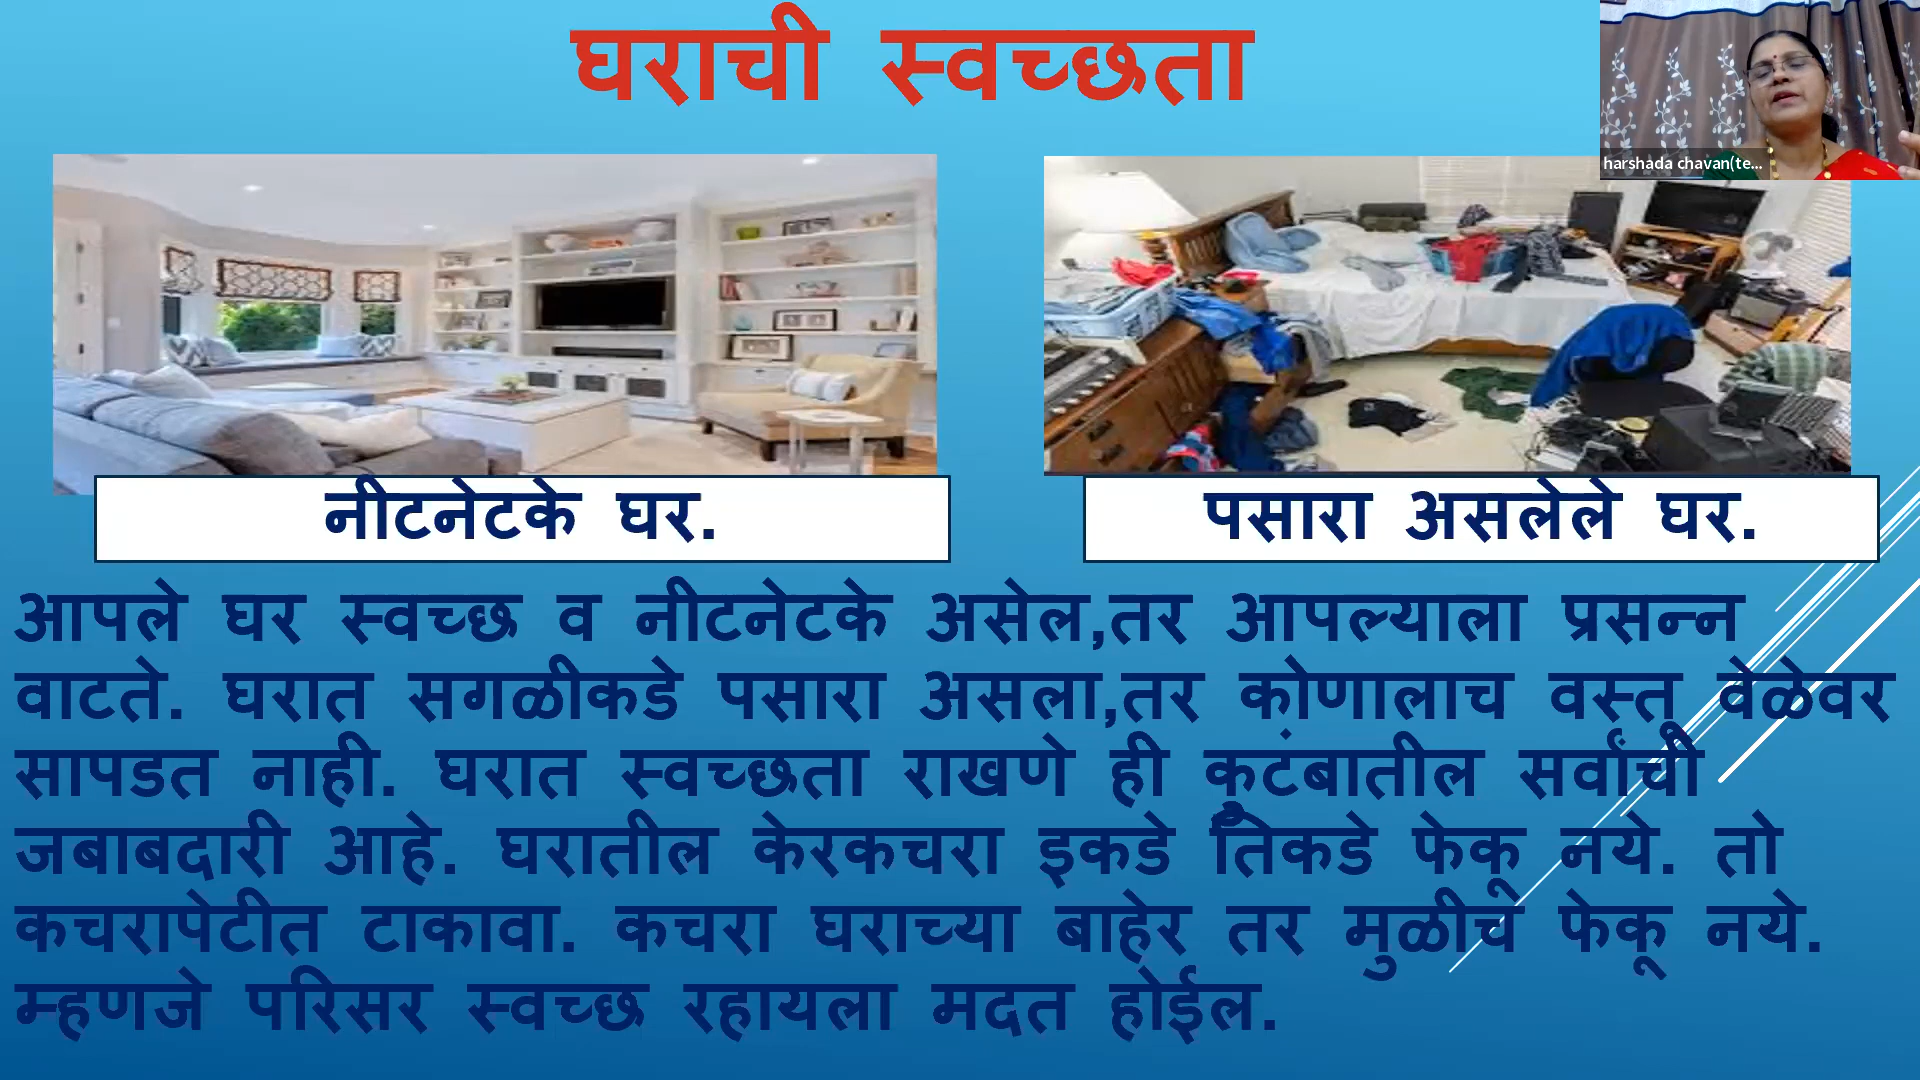 घराची स्वच्छता
harshada chavan(te...
नीटनेटके घर.
पसारा असलेले घर.
आपले घर स्वच्छ व नीटनेटके असेल,तर आपल्याला प्रसन्न
वाटते. घरात सगळीकडे पसारा असला,तर कोणालाच वस्तू वेळेवर
सापडत नाही. घरात स्वच्छता राखणे ही कुटुंबातील सर्वांची
जबाबदारी आहे. घरातील केरकचरा इकडे तिकडे फेकू नये. तो
कचरापेटीत टाकावा. कचरा घराच्या बाहेर तर मुळीच फेकू नये.
म्हणजे परिसर स्वच्छ रहायला मदत होईल.